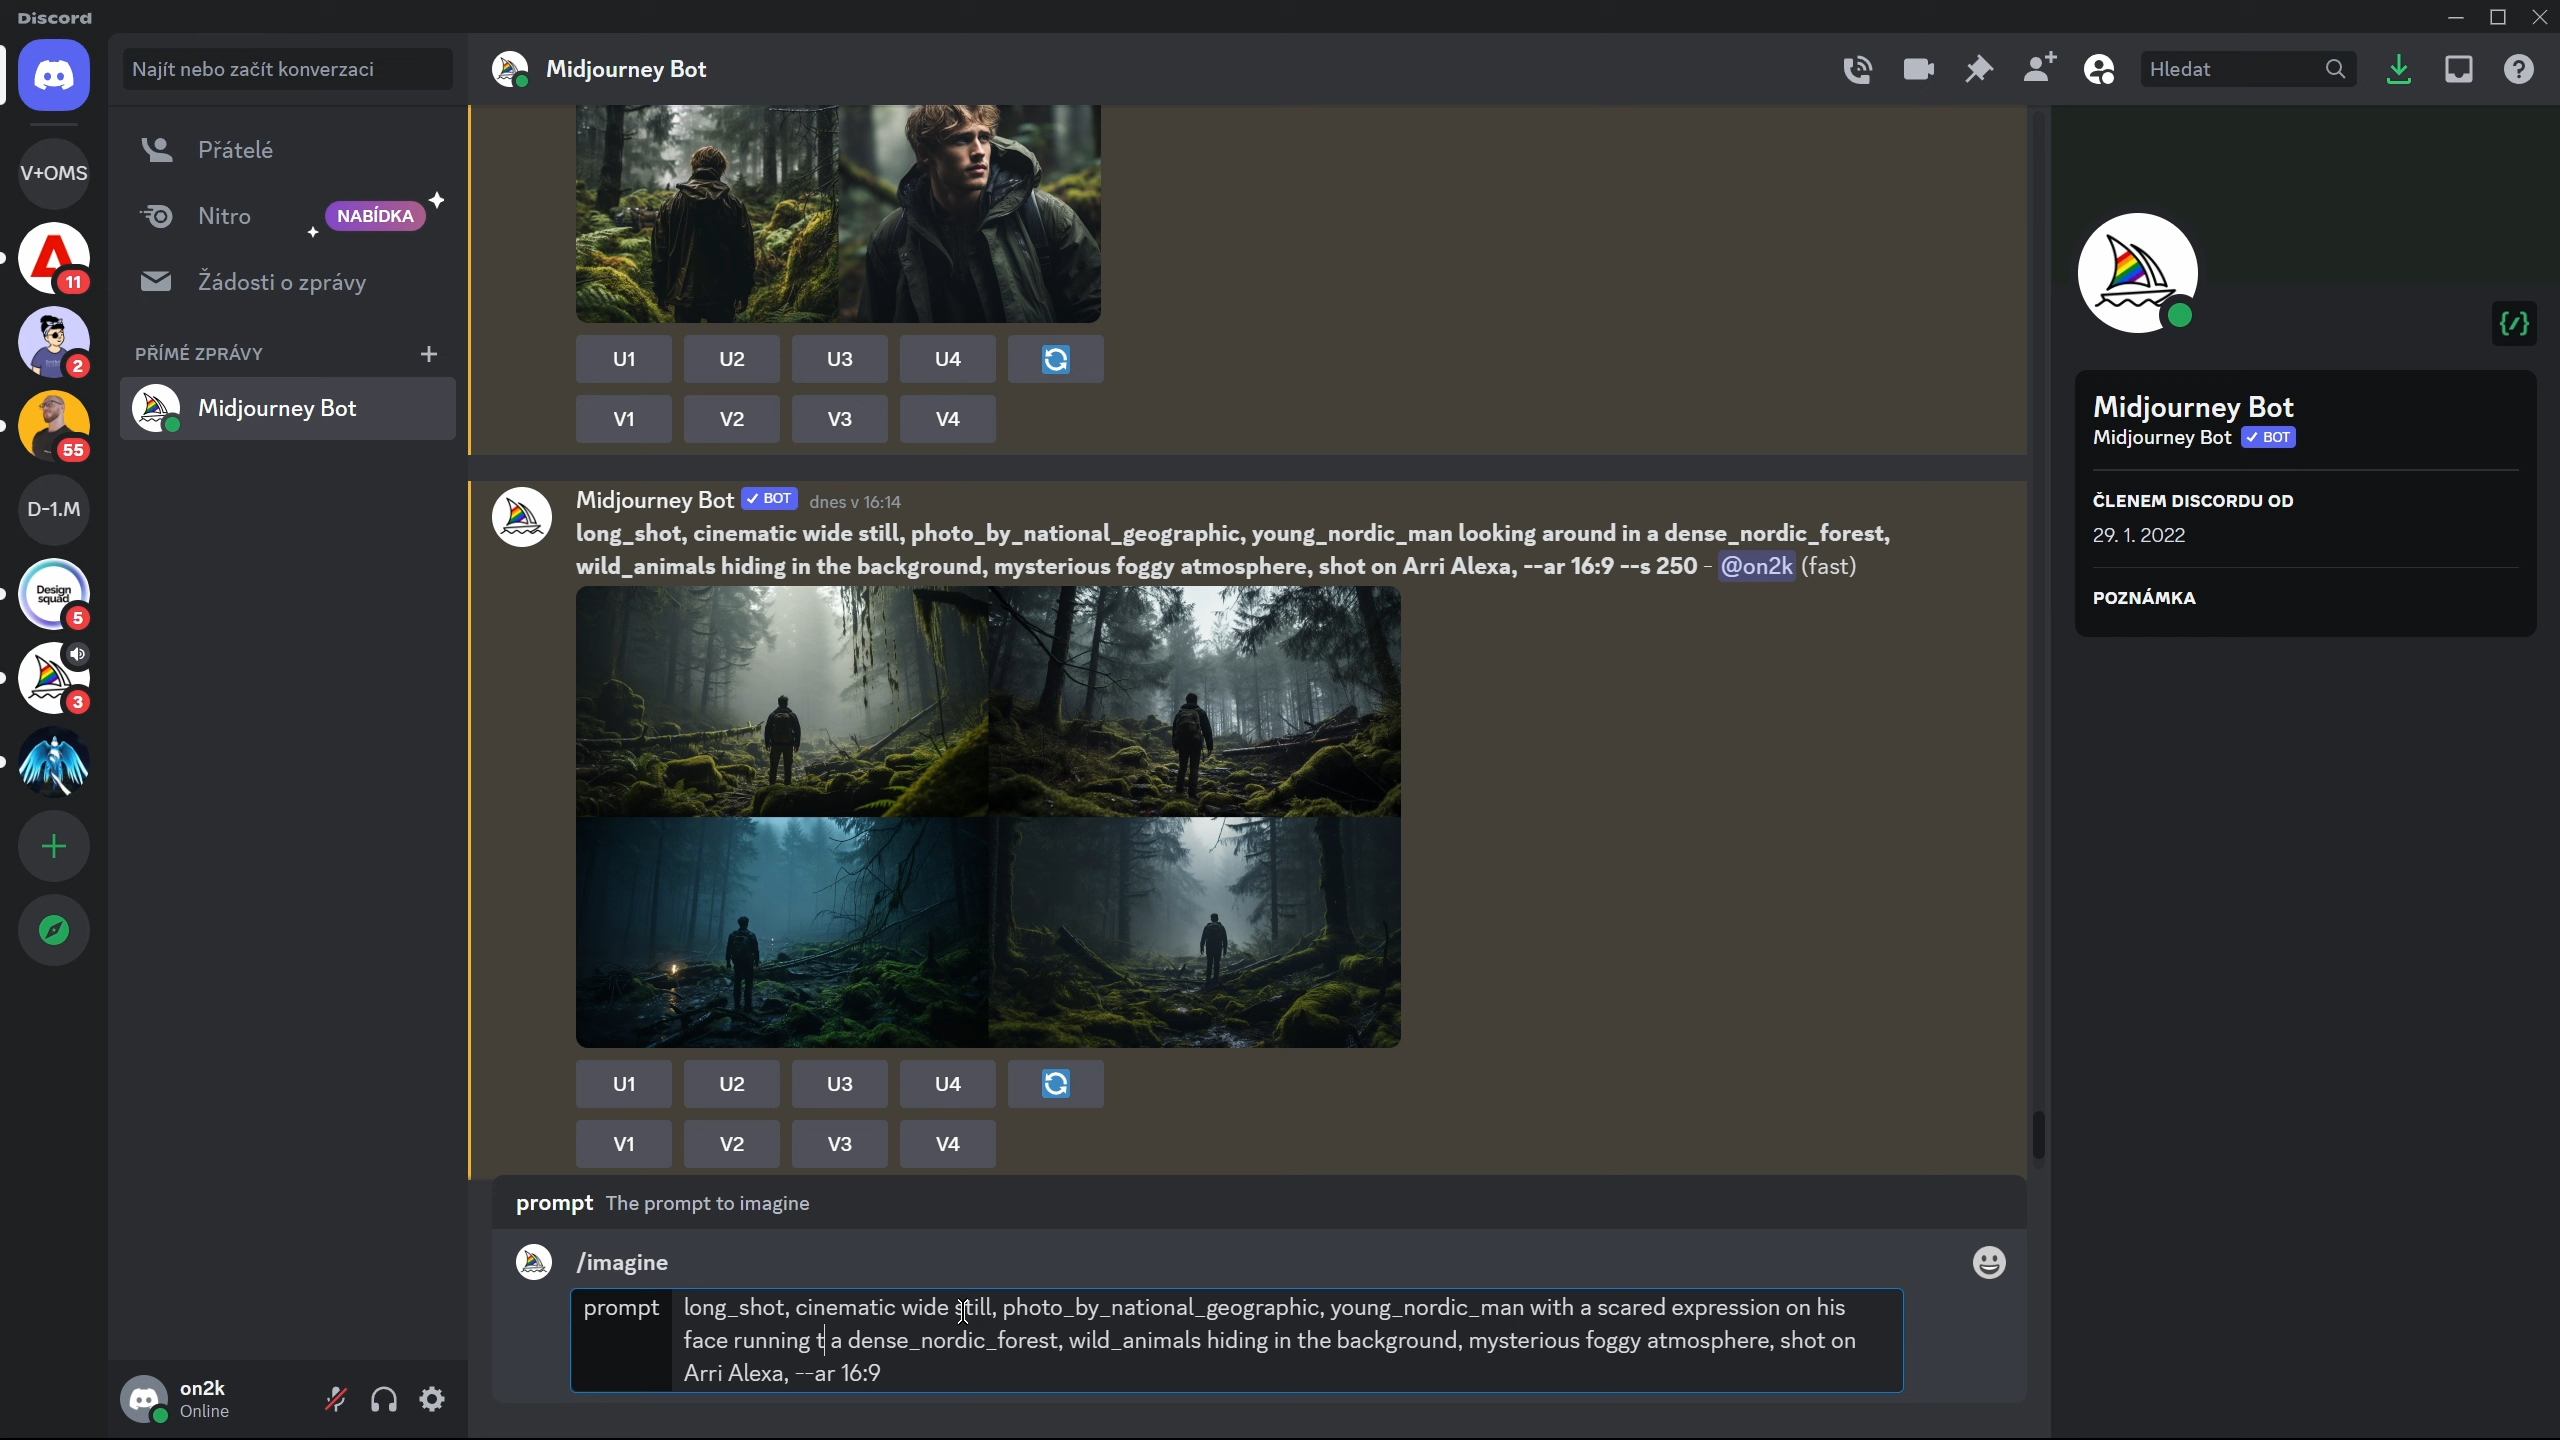 Discord
Najít nebo začít konverzaci
Midjourney Bot
Hledat
V+OMS
Přátelé
Nitro
NABÍDKA
11
Žádosti o zprávy
2
PŘÍMÉ ZPRÁVY
Midjourney Bot
55
D-1.M
Design
squad
5
3
U1 U2 U3 U4
V1 V2 V3 V4
Midjourney Bot ✓ BOT dnes v 16:14
long_shot, cinematic wide still, photo_by_national_geographic, young_nordic_man looking around in a dense_nordic_forest,
wild_animals hiding in the background, mysterious foggy atmosphere, shot on Arri Alexa, --ar 16:9 --s 250 - @on2k (fast)
U1 U2 U3 U4
V1 V2 V3 V4
prompt The prompt to imagine
/imagine
prompt long_shot, cinematic wide still, photo_by_national_geographic, young_nordic_man with a scared expression on his
face running t a dense_nordic_forest, wild_animals hiding in the background, mysterious foggy atmosphere, shot on
Arri Alexa, --ar 16:9
on2k
Online
Midjourney Bot
Midjourney Bot ✓ BOT
ČLENEM DISCORDU OD
29. 1. 2022
POZNÁMKA